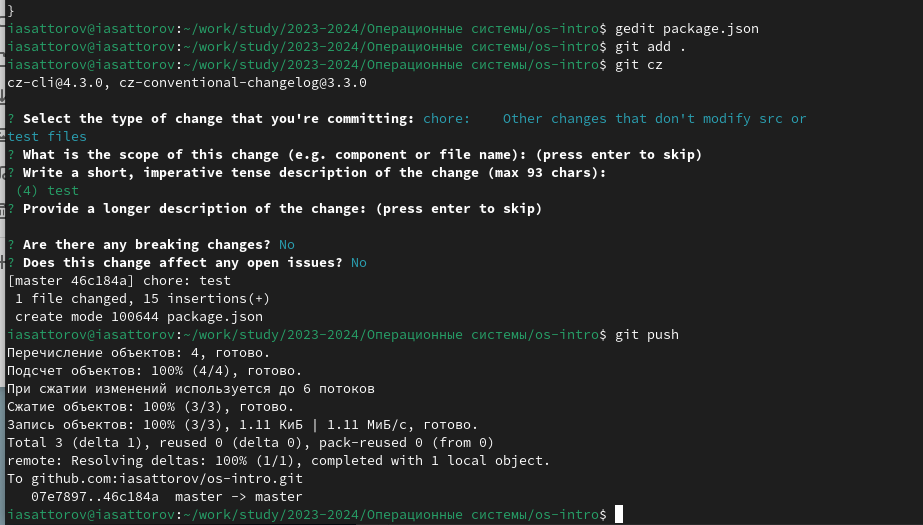 }
iasattorov@iasattorov:~/work/study/2023-2024/Операционные системы/os-intro$ gedit package.json
iasattorov@iasattorov:~/work/study/2023-2024/Операционные системы/os-intro$ git add .
iasattorov@iasattorov:~/work/study/2023-2024/Операционные системы/os-intro$ git cz
cz-cli@4.3.0, cz-conventional-changelog@3.3.0
? Select the type of change that you're committing: chore:    Other changes that don't modify src or
test files
? What is the scope of this change (e.g. component or file name): (press enter to skip)
? Write a short, imperative tense description of the change (max 93 chars):
 (4) test
? Provide a longer description of the change: (press enter to skip)
? Are there any breaking changes? No
? Does this change affect any open issues? No
[master 46c184a] chore: test
 1 file changed, 15 insertions(+)
 create mode 100644 package.json
iasattorov@iasattorov:~/work/study/2023-2024/Операционные системы/os-intro$ git push
Перечисление объектов: 4, готово.
Подсчет объектов: 100% (4/4), готово.
При сжатии изменений используется до 6 потоков
Сжатие объектов: 100% (3/3), готово.
Запись объектов: 100% (3/3), 1.11 КиБ | 1.11 МиБ/с, готово.
Total 3 (delta 1), reused 0 (delta 0), pack-reused 0 (from 0)
remote: Resolving deltas: 100% (1/1), completed with 1 local object.
To github.com:iasattorov/os-intro.git
   07e7897..46c184a  master -> master
iasattorov@iasattorov:~/work/study/2023-2024/Операционные системы/os-intro$